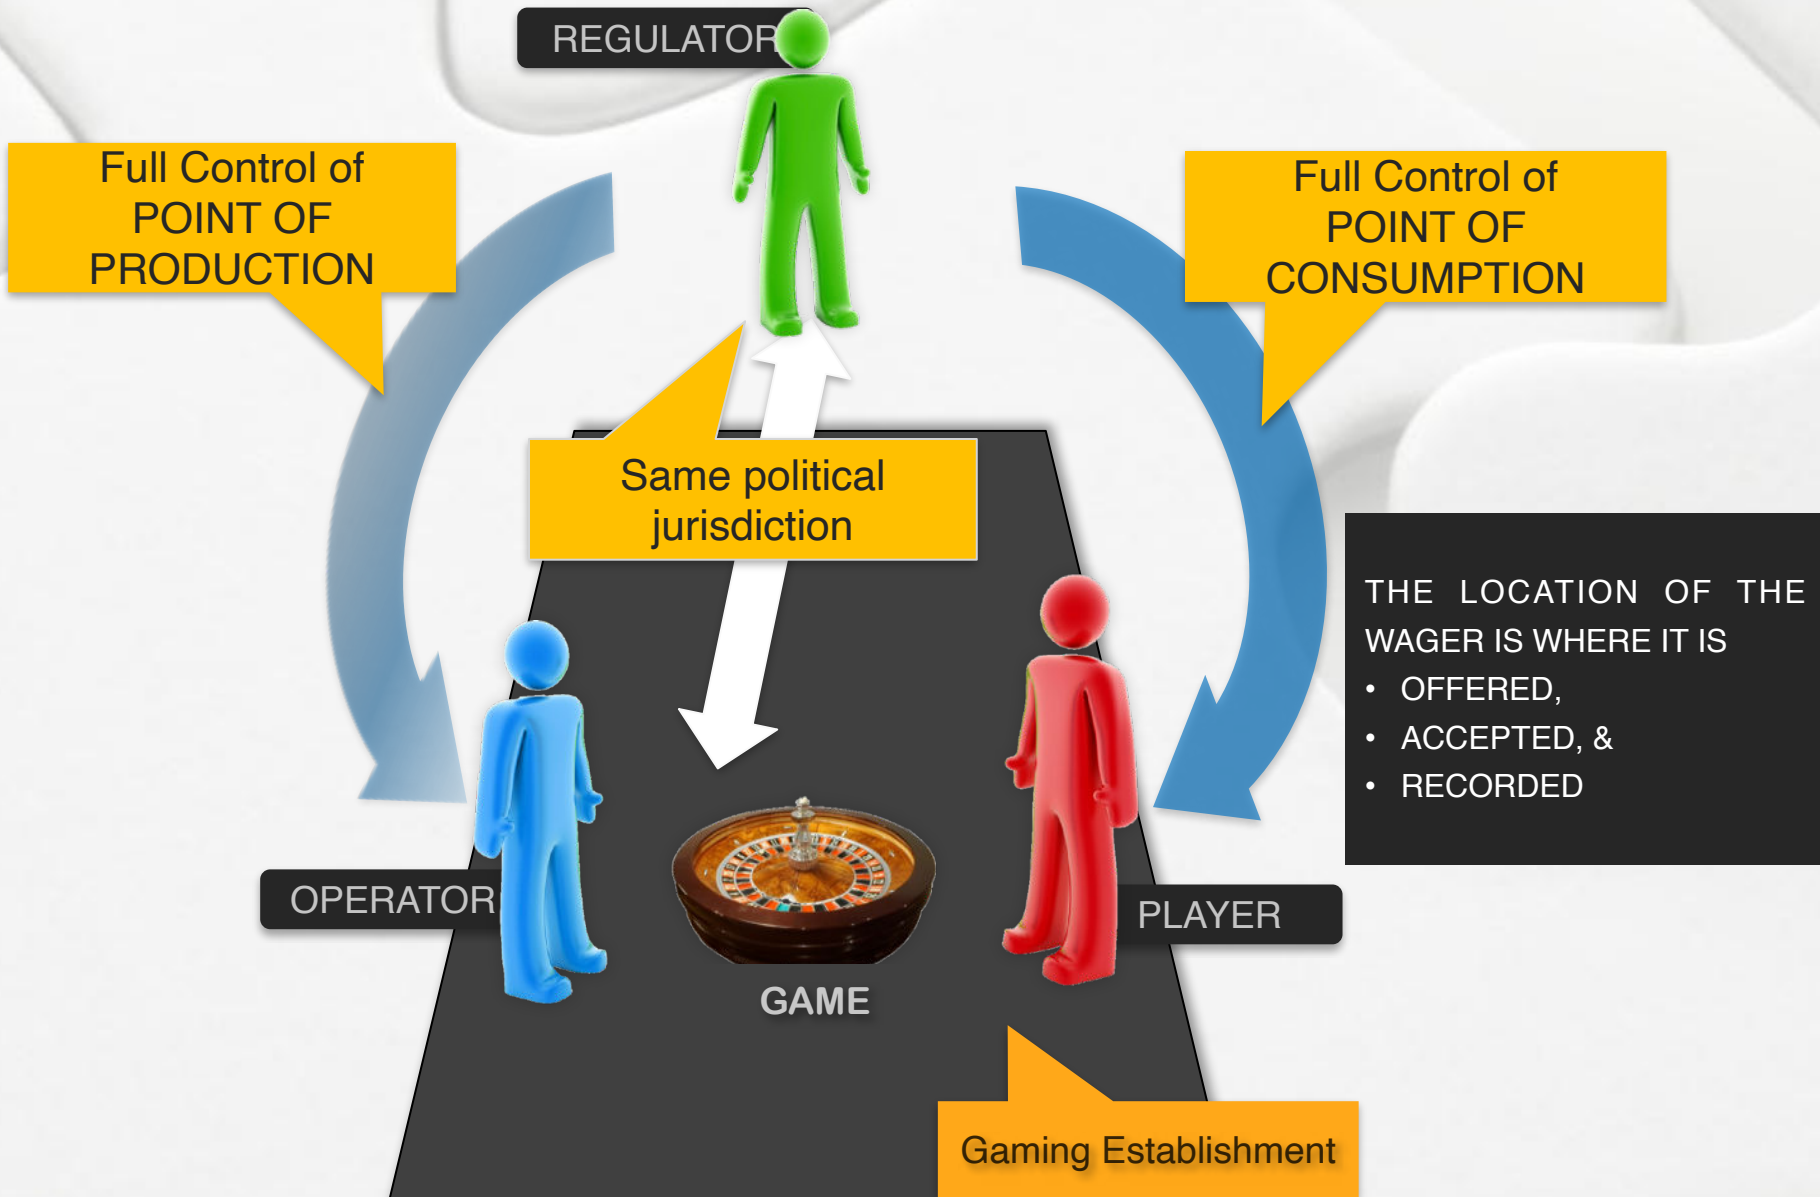 REGULATOR
Full Control of
POINT OF
PRODUCTION
Full Control of
POINT OF
CONSUMPTION
Same political
jurisdiction
THE LOCATION OF THE
WAGER IS WHERE IT IS
• OFFERED,
• ACCEPTED, &
• RECORDED
OPERATOR
PLAYER
GAME
Gaming Establishment